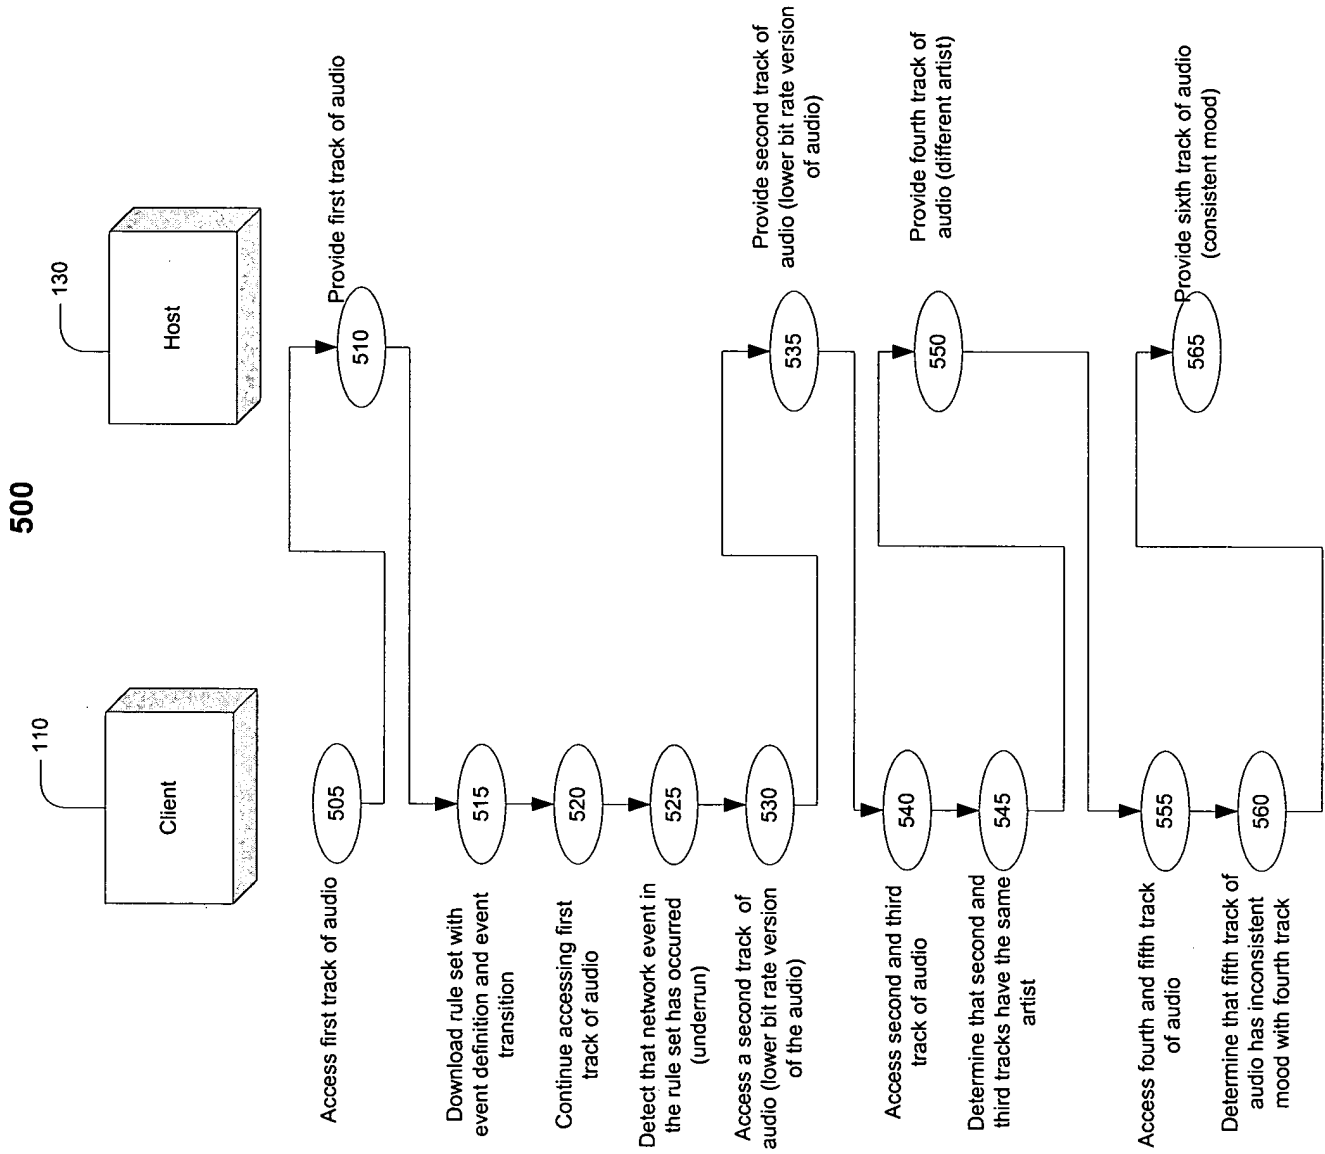 500
110
Client
130
Host
Access first track of audio
505
510
Provide first track of audio
515
Download rule set with
event definition and event
transition
520
Continue accessing first
track of audio
525
Detect that network event in
the rule set has occurred
(underrun)
530
Access a second track of
audio (lower bit rate version
of the audio)
535
Provide second track of
audio (lower bit rate version
of audio)
540
Access second and third
track of audio
545
Determine that second and
third tracks have the same
artist
550
Provide fourth track of
audio (different artist)
555
Access fourth and fifth track
of audio
560
Determine that fifth track of
audio has inconsistent
mood with fourth track
565
Provide sixth track of audio
(consistent mood)